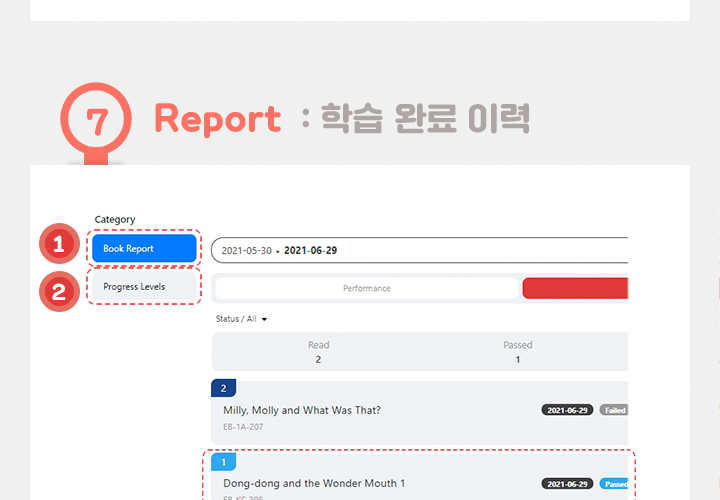 7 Report : 학습 완료 이력
Category
1 Book Report
2021-05-30 • 2021-06-29
2 Progress Levels
Performance
Status / All
Read Passed
2 1
2
Milly, Molly and What Was That?
2021-06-29 Failed
EB-1A-207
1
Dong-dong and the Wonder Mouth 1
2021-06-29 Passed
EB-KC-308